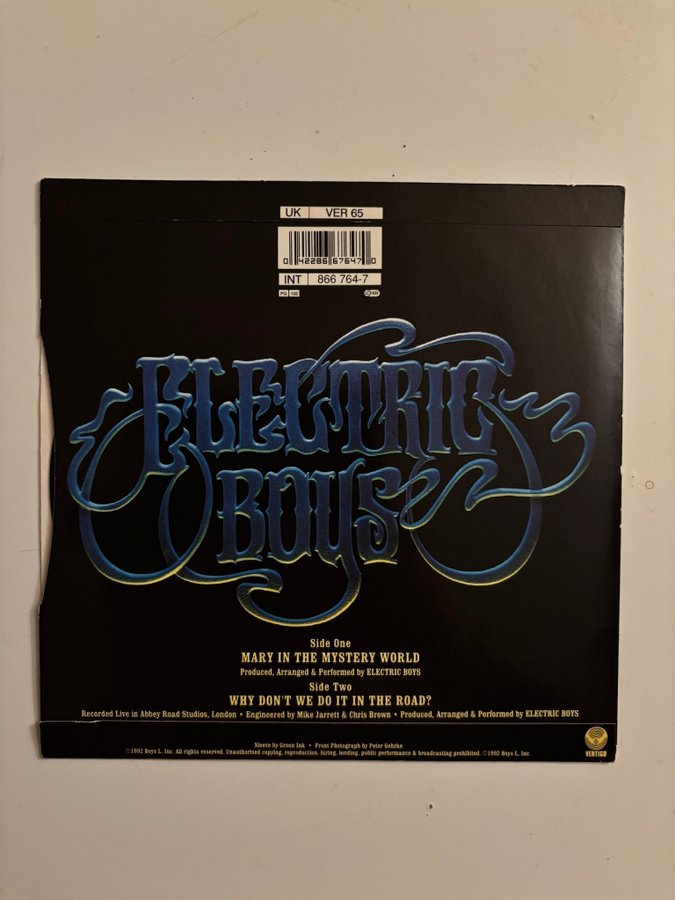 UK VER 65
0 42286 67647 0
INT 866 764-7
PG 102
ELECTRIC
BOYS
Side One
MARY IN THE MYSTERY WORLD
Produced, Arranged & Performed by ELECTRIC BOYS
Side Two
WHY DON'T WE DO IT IN THE ROAD?
Recorded Live in Abbey Road Studios, London • Engineered by Mike Jarrett & Chris Brown • Produced, Arranged & Performed by ELECTRIC BOYS
Sleeve by Green Ink • Front Photograph by Peter Gehrke
Ⓟ1992 Boys L, Inc. All rights reserved. Unauthorised copying, reproduction, hiring, lending, public performance & broadcasting prohibited. ©1992 Boys L, Inc.
VERTIGO